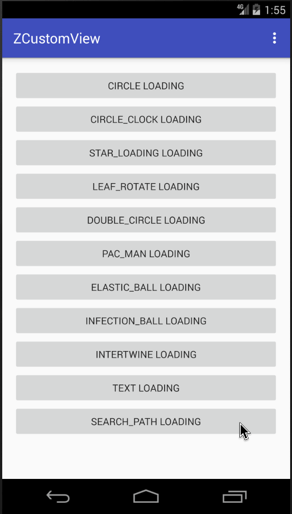 4G 1:55
ZCustomView
CIRCLE LOADING
CIRCLE_CLOCK LOADING
STAR_LOADING LOADING
LEAF_ROTATE LOADING
DOUBLE_CIRCLE LOADING
PAC_MAN LOADING
ELASTIC_BALL LOADING
INFECTION_BALL LOADING
INTERTWINE LOADING
TEXT LOADING
SEARCH_PATH LOADING